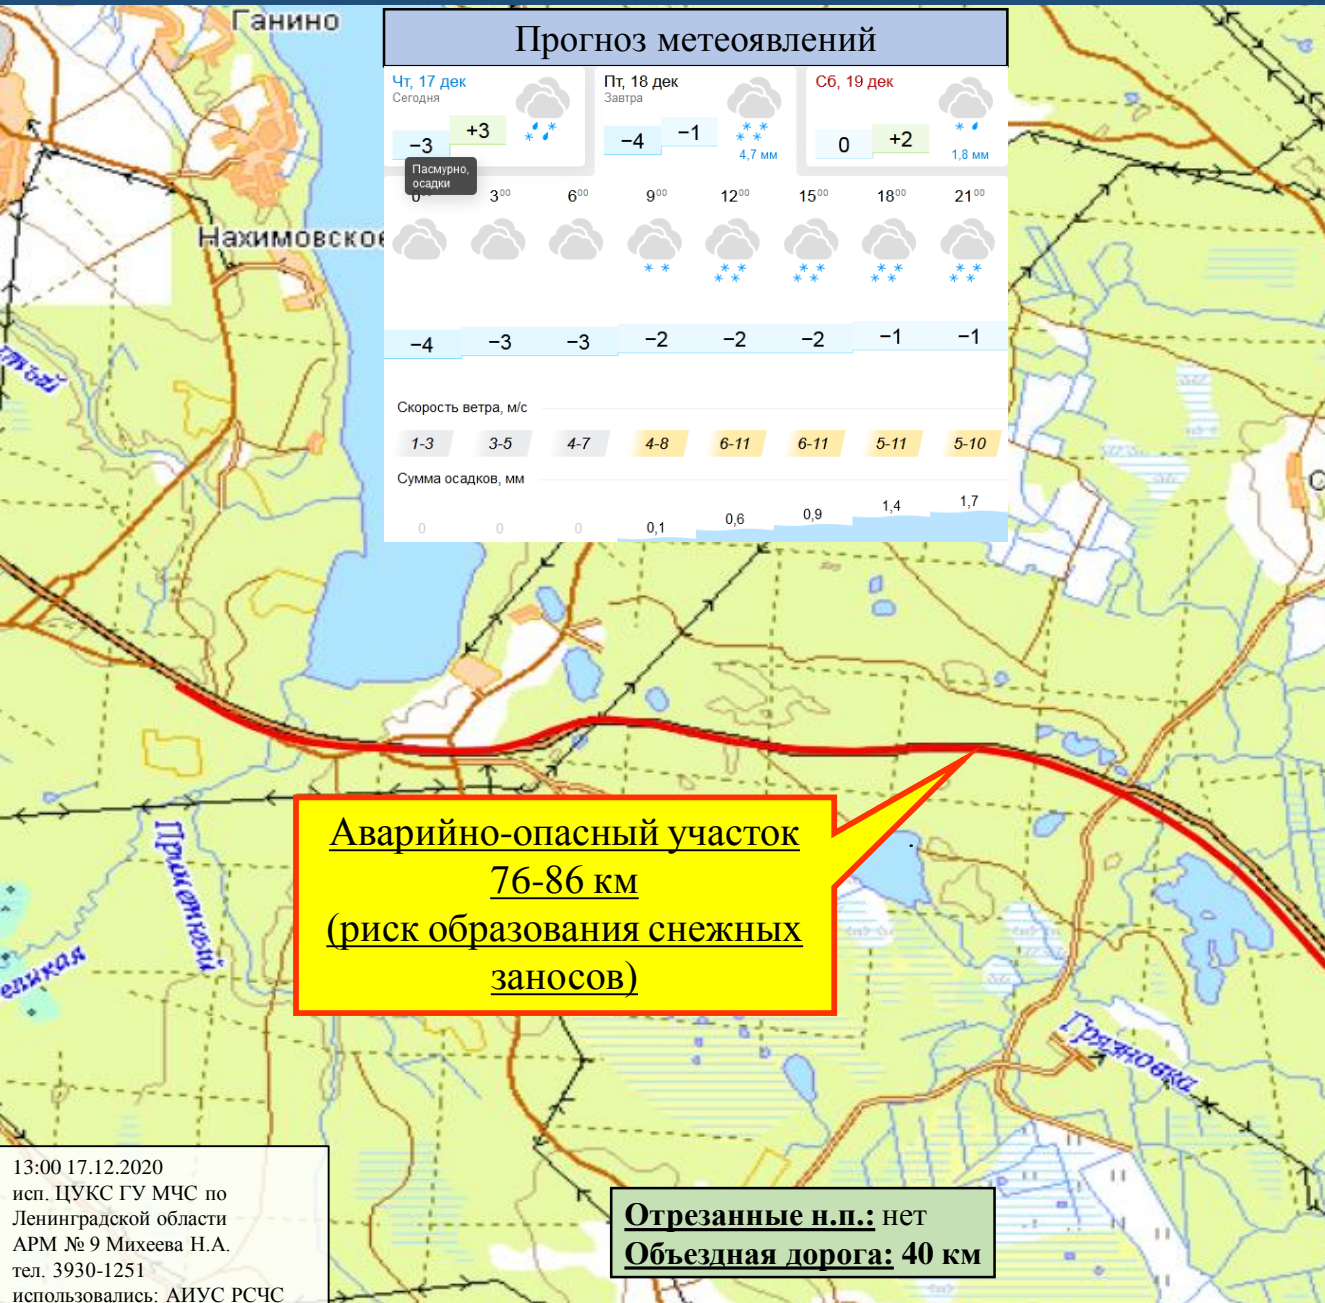 Ганино
Прогноз метеоявлений
Чт, 17 дек
Сегодня
−3
+3
Пт, 18 дек
Завтра
−4
−1
4,7 мм
Сб, 19 дек
0
+2
1,8 мм
Пасмурно,
осадки
3⁰⁰ 6⁰⁰ 9⁰⁰ 12⁰⁰ 15⁰⁰ 18⁰⁰ 21⁰⁰
Нахимовское
−4 −3 −3 −2 −2 −2 −1 −1
Скорость ветра, м/с
1-3 3-5 4-7 4-8 6-11 6-11 5-11 5-10
Сумма осадков, мм
0 0 0 0,1 0,6 0,9 1,4 1,7
Аварийно-опасный участок
76-86 км
(риск образования снежных
заносов)
Приметный
Грязновка
13:00 17.12.2020
исп. ЦУКС ГУ МЧС по
Ленинградской области
АРМ № 9 Михеева Н.А.
тел. 3930-1251
использовались: АИУС РСЧС
Отрезанные н.п.: нет
Объездная дорога: 40 км